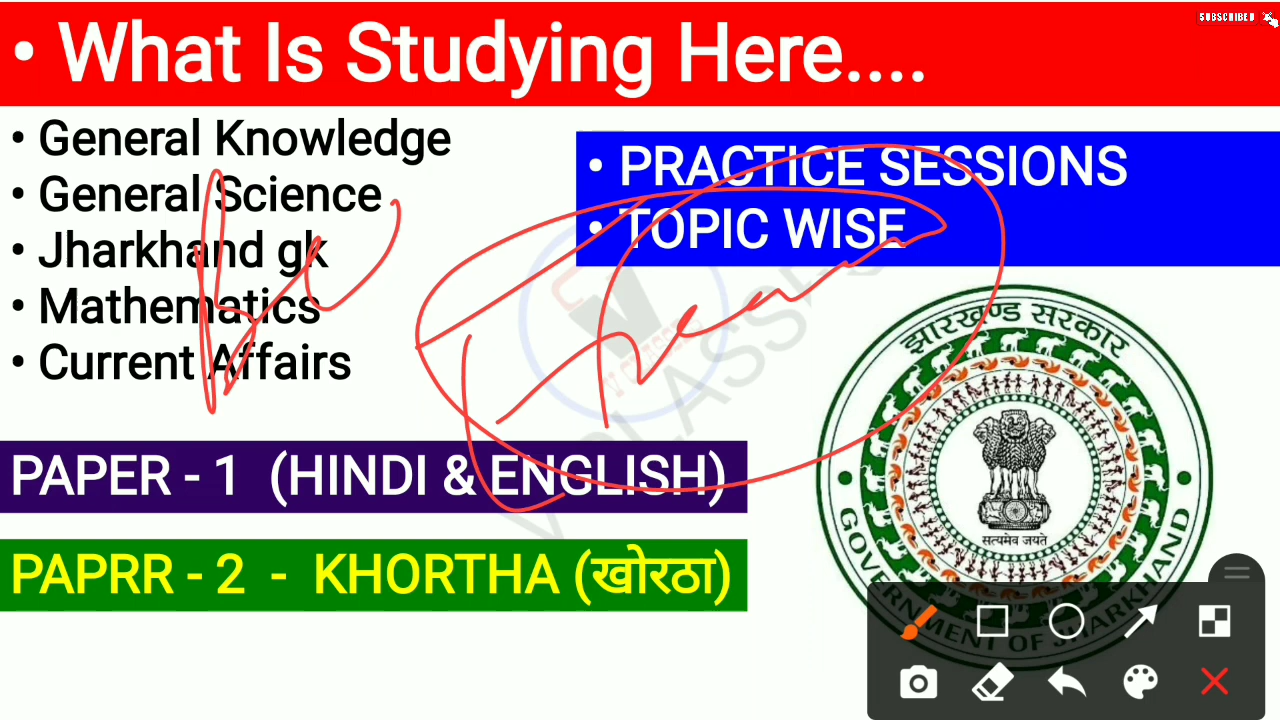 SUBSCRIBED
• What Is Studying Here....
• General Knowledge
• General Science
• Jharkhand gk
• Mathematics
• Current Affairs
• PRACTICE SESSIONS
• TOPIC WISE
V CLASSES
PAPER - 1 (HINDI & ENGLISH)
PAPRR - 2 - KHORTHA (खोरठा)
झारखण्ड सरकार
सत्यमेव जयते
GOVERNMENT OF JHARKHAND